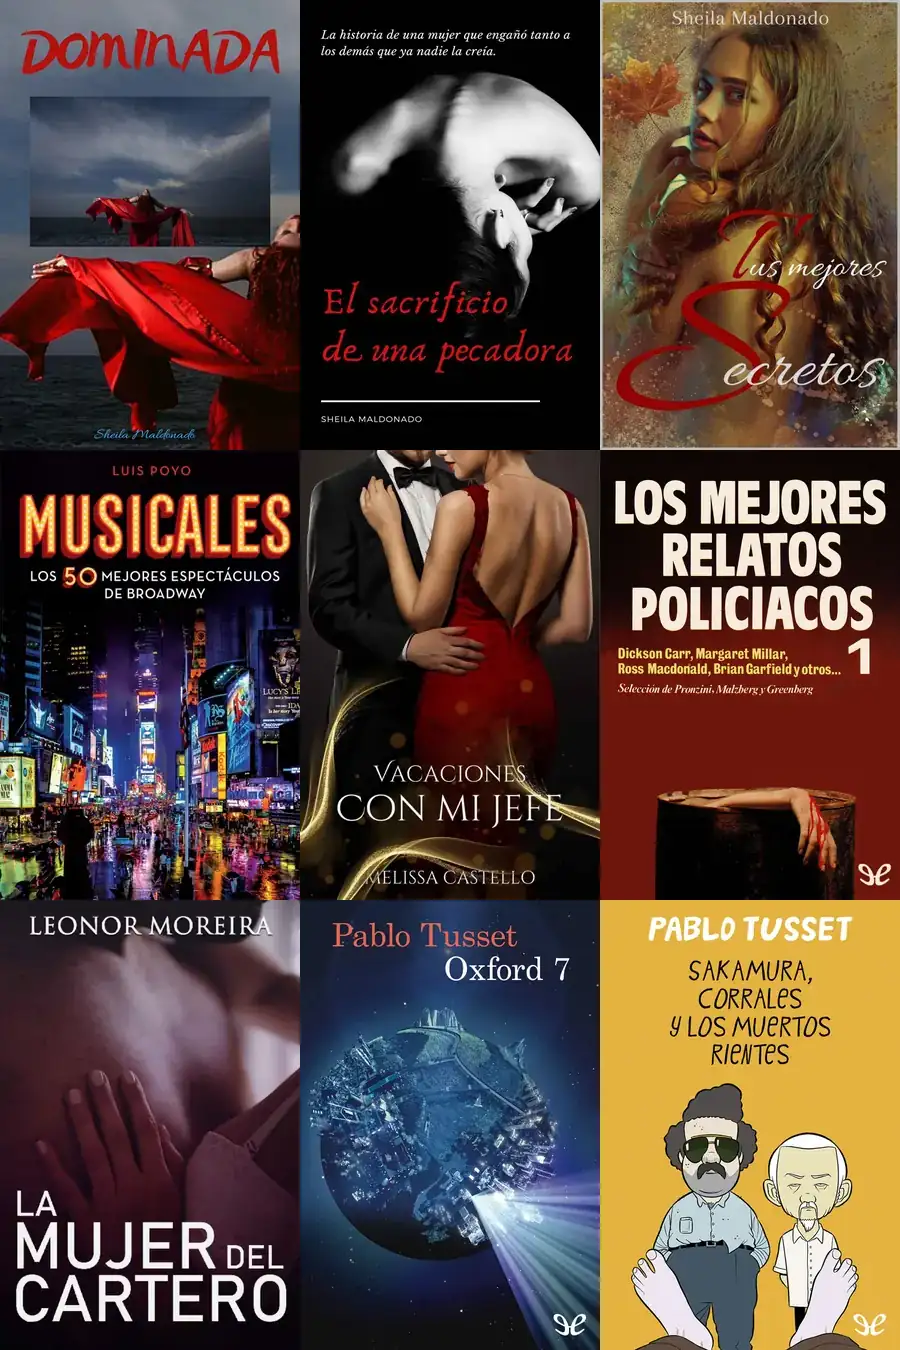 DOMINADA
Sheila Maldonado
La historia de una mujer que engañó tanto a
los demás que ya nadie la creía.
El sacrificio
de una pecadora
SHEILA MALDONADO
Sheila Maldonado
Tus mejores
Secretos
LUIS POYO
MUSICALES
LOS 50 MEJORES ESPECTÁCULOS
DE BROADWAY
VACACIONES
CON MI JEFE
MELISSA CASTELLO
LOS MEJORES
RELATOS
POLICIACOS
1
Dickson Carr, Margaret Millar,
Ross Macdonald, Brian Garfield y otros...
Selección de Pronzini, Malzberg y Greenberg
LEONOR MOREIRA
LA
MUJER DEL
CARTERO
Pablo Tusset
Oxford 7
PABLO TUSSET
SAKAMURA,
CORRALES
Y LOS MUERTOS
RIENTES